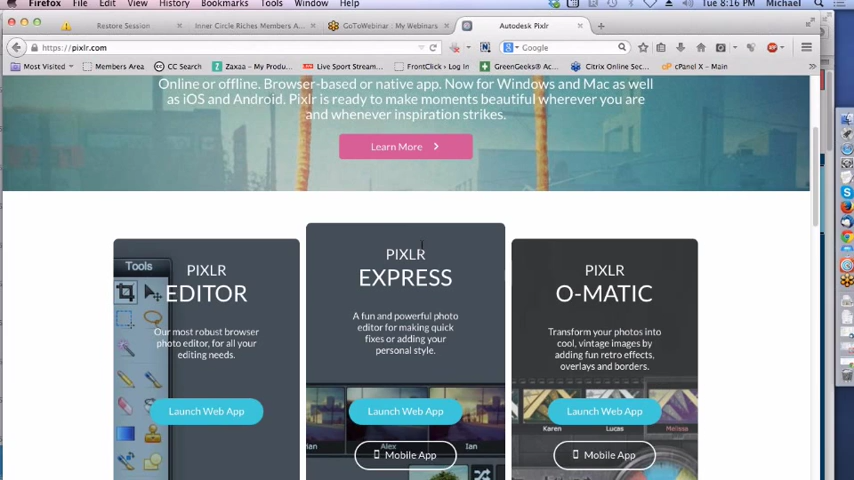 Firefox File Edit View History Bookmarks Tools Window Help Tue 8:16 PM Michael
Restore Session Inner Circle Riches Members A... GoToWebinar : My Webinars Autodesk Pixlr
https://pixlr.com Google
Most Visited Members Area CC Search Zaxaa – My Produ... Live Sport Stream... FrontClick › Log In GreenGeeks® Ac... Citrix Online Sec... cPanel X – Main
Online or offline. Browser-based or native app. Now for Windows and Mac as well
as iOS and Android. Pixlr is ready to make moments beautiful wherever you are
and whenever inspiration strikes.
Learn More
Tools
PIXLR
EDITOR
Our most robust browser
photo editor, for all your
editing needs.
Launch Web App
PIXLR
EXPRESS
A fun and powerful photo
editor for making quick
fixes or adding your
personal style.
Alex Ian
Launch Web App
Mobile App
PIXLR
O-MATIC
Transform your photos into
cool, vintage images by
adding fun retro effects,
overlays and borders.
Launch Web App
Karen Lucas Melissa
Mobile App